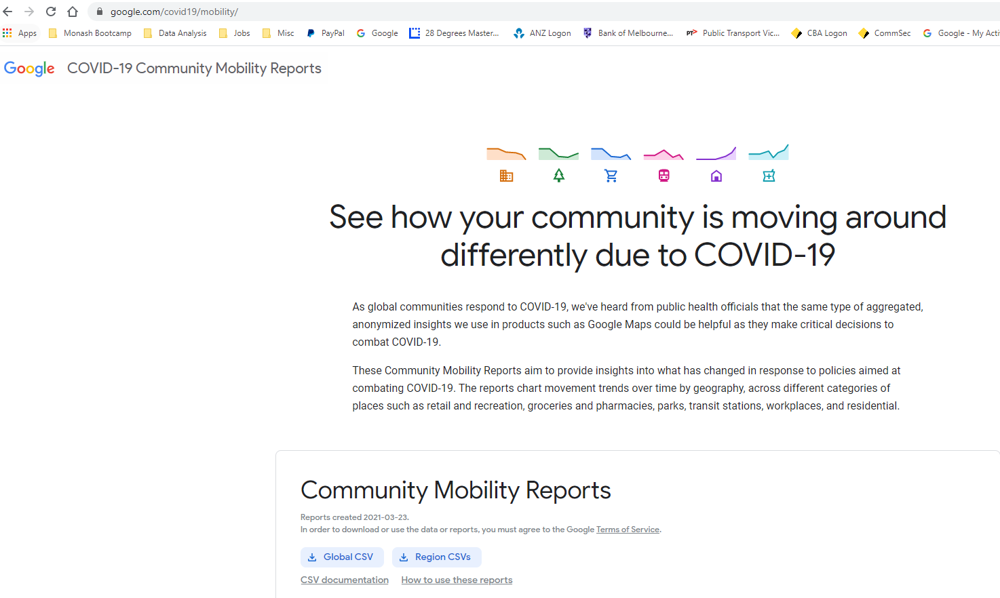 google.com/covid19/mobility/
Apps Monash Bootcamp Data Analysis Jobs Misc PayPal Google 28 Degrees Master... ANZ Logon Bank of Melbourne... PT> Public Transport Vic... CBA Logon CommSec Google - My Acti
Google COVID-19 Community Mobility Reports
See how your community is moving around
differently due to COVID-19
As global communities respond to COVID-19, we've heard from public health officials that the same type of aggregated,
anonymized insights we use in products such as Google Maps could be helpful as they make critical decisions to
combat COVID-19.
These Community Mobility Reports aim to provide insights into what has changed in response to policies aimed at
combating COVID-19. The reports chart movement trends over time by geography, across different categories of
places such as retail and recreation, groceries and pharmacies, parks, transit stations, workplaces, and residential.
Community Mobility Reports
Reports created 2021-03-23.
In order to download or use the data or reports, you must agree to the Google Terms of Service.
Global CSV Region CSVs
CSV documentation How to use these reports